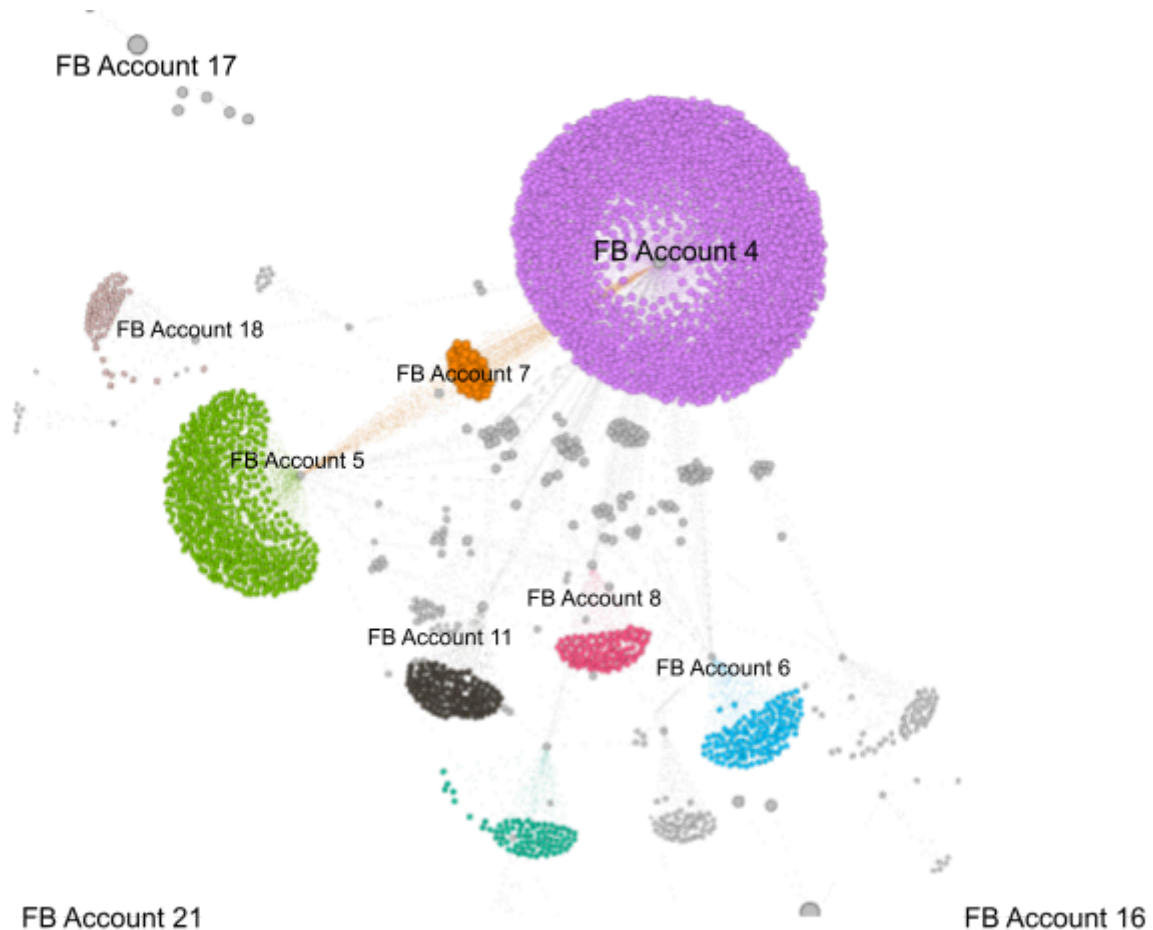 FB Account 17
FB Account 4
FB Account 18
FB Account 7
FB Account 5
FB Account 8
FB Account 11
FB Account 6
FB Account 21
FB Account 16